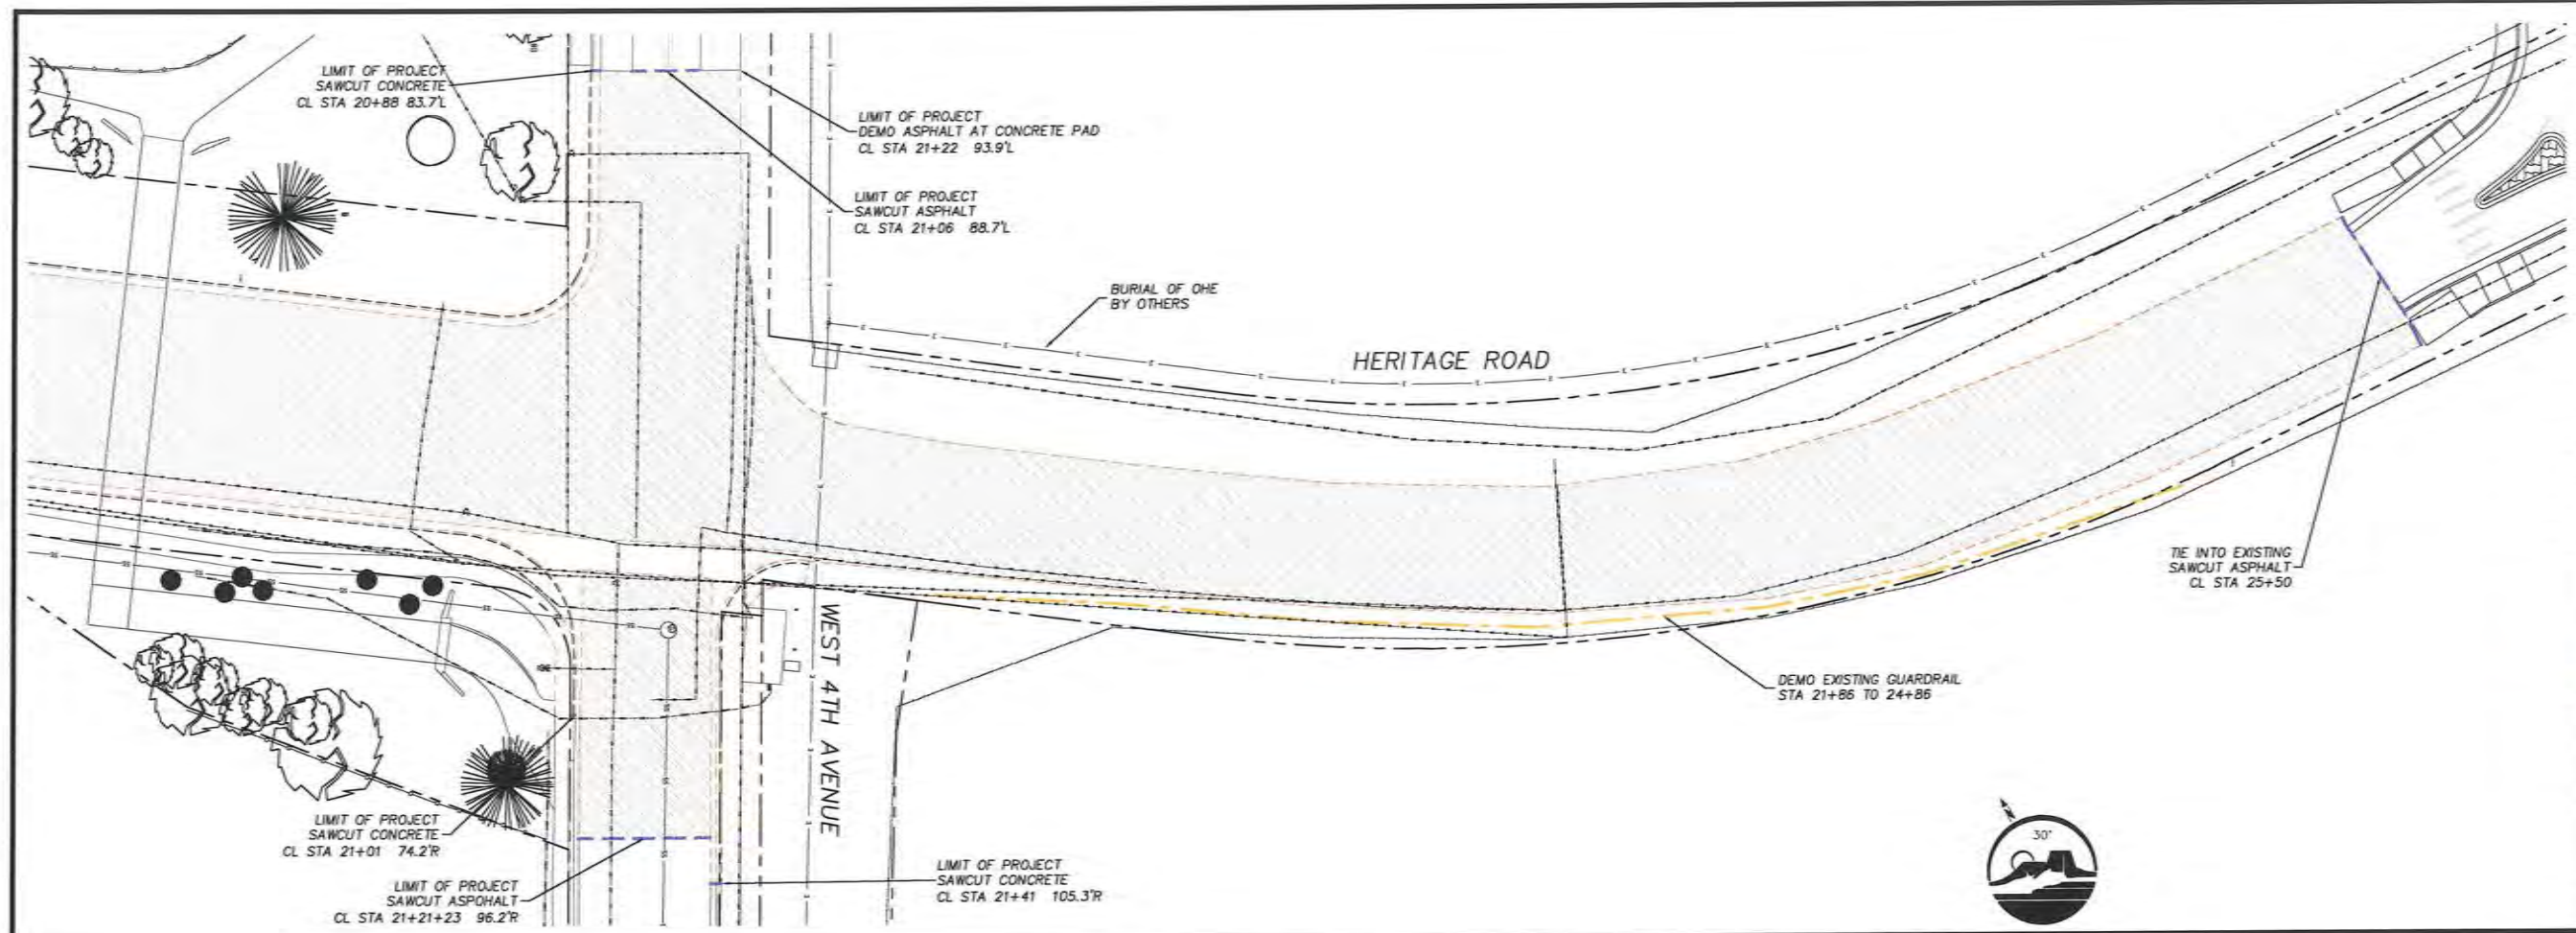 LIMIT OF PROJECT
SAWCUT CONCRETE
CL STA 20+88 83.7'L
LIMIT OF PROJECT
DEMO ASPHALT AT CONCRETE PAD
CL STA 21+22 93.9'L
LIMIT OF PROJECT
SAWCUT ASPHALT
CL STA 21+06 88.7'L
BURIAL OF OHE
BY OTHERS
HERITAGE ROAD
TIE INTO EXISTING
SAWCUT ASPHALT
CL STA 25+50
WEST 4TH AVENUE
DEMO EXISTING GUARDRAIL
STA 21+86 TO 24+86
LIMIT OF PROJECT
SAWCUT CONCRETE
CL STA 21+01 74.2'R
LIMIT OF PROJECT
SAWCUT ASPOHALT
CL STA 21+21+23 96.2'R
LIMIT OF PROJECT
SAWCUT CONCRETE
CL STA 21+41 105.3'R
N
30'